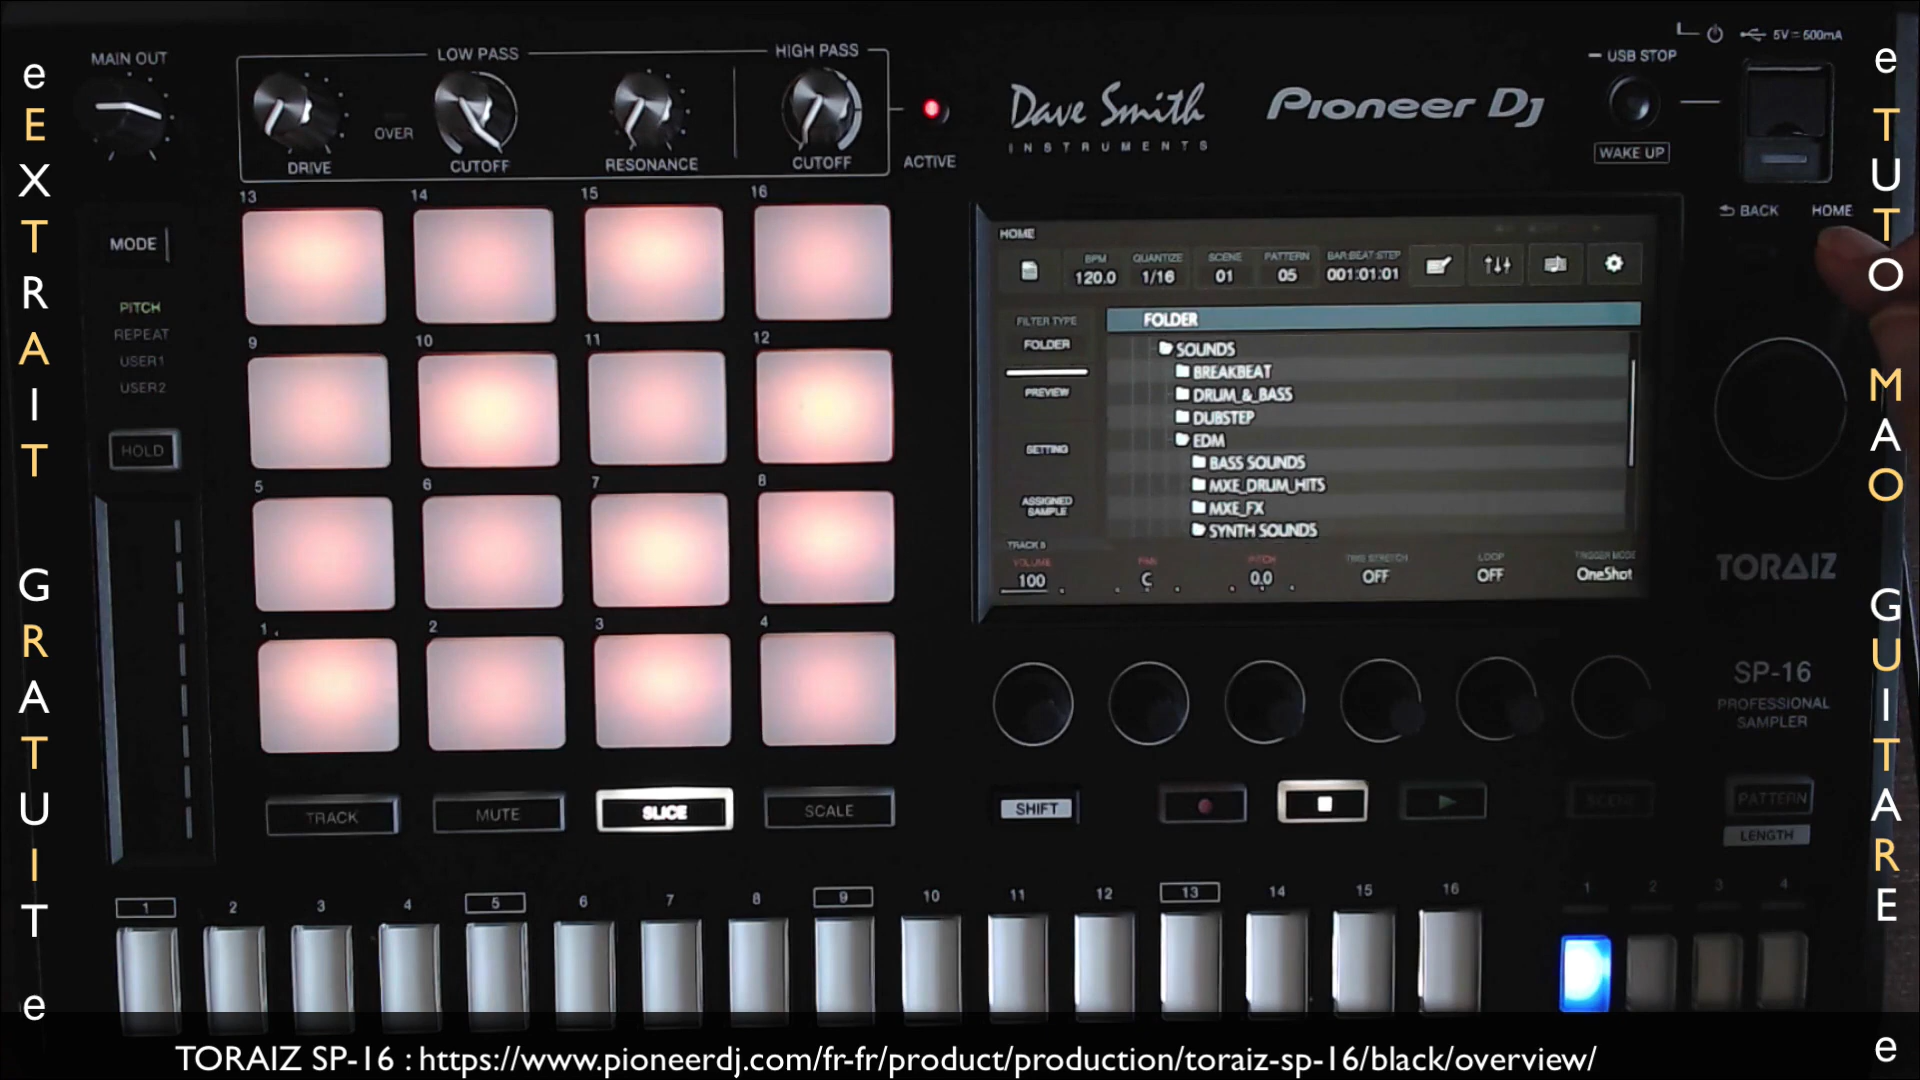 e EXTRAIT GRATUIT e
MAIN OUT
LOW PASS
HIGH PASS
DRIVE
OVER
CUTOFF
RESONANCE
CUTOFF
ACTIVE
Dave Smith
INSTRUMENTS
Pioneer Dj
USB STOP
5V 500mA
WAKE UP
BACK
HOME
MODE
PITCH
REPEAT
USER1
USER2
HOLD
13 14 15 16
9 10 11 12
5 6 7 8
1 2 3 4
HOME
BPM
120.0
QUANTIZE
1/16
SCENE
01
PATTERN
05
BAR:BEAT:STEP
001:01:01
FILTER TYPE
FOLDER
PREVIEW
SETTING
ASSIGNED
SAMPLE
FOLDER
SOUNDS
BREAKBEAT
DRUM_&_BASS
DUBSTEP
EDM
BASS SOUNDS
MXE_DRUM_HITS
MXE_FX
SYNTH SOUNDS
VOLUME
100
PAN
C
PITCH
0.0
TIME STRETCH
OFF
LOOP
OFF
TRIGGER MODE
OneShot
TORAIZ
SP-16
PROFESSIONAL
SAMPLER
TRACK
MUTE
SLICE
SCALE
SHIFT
SCENE
PATTERN
LENGTH
1 2 3 4 5 6 7 8 9 10 11 12 13 14 15 16
1 2 3 4
e TUTO MAO GUITARE e
TORAIZ SP-16 : https://www.pioneerdj.com/fr-fr/product/production/toraiz-sp-16/black/overview/